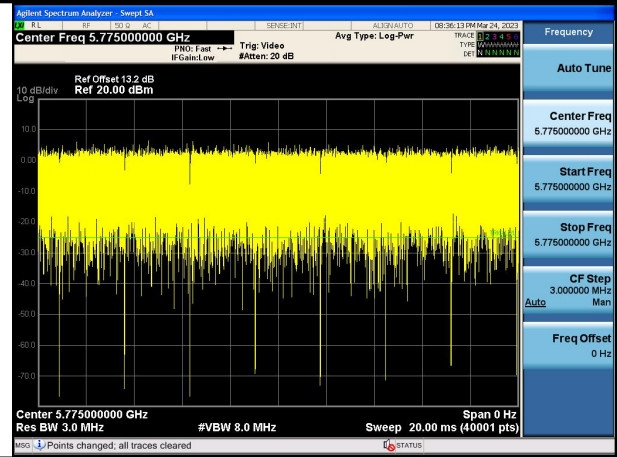 Agilent Spectrum Analyzer - Swept SA
RL RF 50 Ω AC SENSE:INT ALIGN AUTO 08:36:13 PM Mar 24, 2023
Center Freq 5.775000000 GHz
PNO: Fast
IFGain:Low
Trig: Video
#Atten: 20 dB
Avg Type: Log-Pwr
TRACE 1 2 3 4 5 6
TYPE W
DET N N N N N N
Ref Offset 13.2 dB
Ref 20.00 dBm
10 dB/div
Log
10.0
0.00
-10.0
-20.0
-30.0
-40.0
-50.0
-60.0
-70.0
Center 5.775000000 GHz
Span 0 Hz
Res BW 3.0 MHz
#VBW 8.0 MHz
Sweep 20.00 ms (40001 pts)
MSG Points changed; all traces cleared
STATUS
Frequency
Auto Tune
Center Freq
5.775000000 GHz
Start Freq
5.775000000 GHz
Stop Freq
5.775000000 GHz
CF Step
3.000000 MHz
Auto Man
Freq Offset
0 Hz